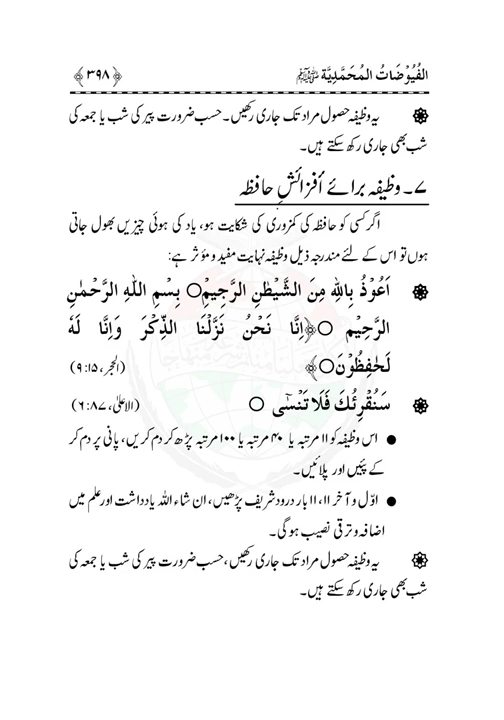 الفُيُوْضَاتُ المُحَمَّدِيَّة ﷺ ﴿۳۹۸﴾
یہ وظیفہ حصول مراد تک جاری رکھیں۔ حسب ضرورت پیر کی شب یا جمعہ کی
شب بھی جاری رکھ سکتے ہیں۔
۷۔ وظیفہ برائے أفزائشِ حافظہ
اگر کسی کو حافظہ کی کمزوری کی شکایت ہو، یاد کی ہوئی چیزیں بھول جاتی
ہوں تو اس کے لئے مندرجہ ذیل وظیفہ نہایت مفید و مؤثر ہے:
اَعُوْذُ بِاللهِ مِنَ الشَّيْطٰنِ الرَّجِيْمِ○ بِسْمِ اللهِ الرَّحْمٰنِ
الرَّحِيْمِ ○﴿اِنَّا نَحْنُ نَزَّلْنَا الذِّكْرَ وَاِنَّا لَهٗ
لَحٰفِظُوْنَ○﴾ (الحجر، ۱۵: ۹)
سَنُقْرِئُكَ فَلَا تَنْسٰٓى ○ (الاعلیٰ، ۸۷: ۶)
● اس وظیفہ کو ۱۱ مرتبہ یا ۴۰ مرتبہ یا ۱۰۰ مرتبہ پڑھ کر دم کریں، پانی پر دم کر
کے پئیں اور پلائیں۔
● اوّل و آخر ۱۱، ۱۱ بار درود شریف پڑھیں، ان شاء اللہ یادداشت اور علم میں
اضافہ و ترقی نصیب ہوگی۔
یہ وظیفہ حصول مراد تک جاری رکھیں، حسب ضرورت پیر کی شب یا جمعہ کی
شب بھی جاری رکھ سکتے ہیں۔